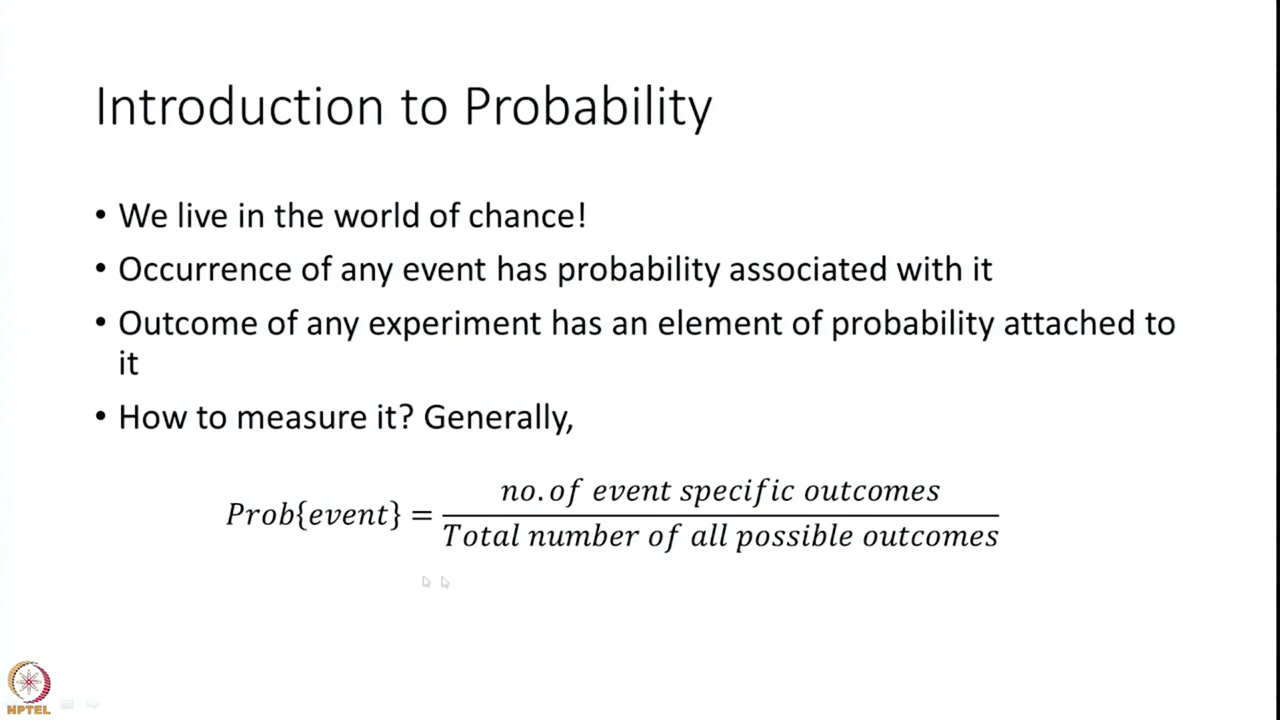 Introduction to Probability
• We live in the world of chance!
• Occurrence of any event has probability associated with it
• Outcome of any experiment has an element of probability attached to
it
• How to measure it? Generally,
no. of event specific outcomes
Prob{event} =
Total number of all possible outcomes
NPTEL